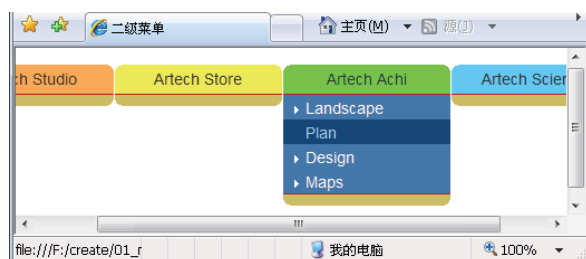 二级菜单 主页(M) 源(J)
ch Studio Artech Store Artech Achi Artech Scien
Landscape
Plan
Design
Maps
file:///F:/create/01_r 我的电脑 100%